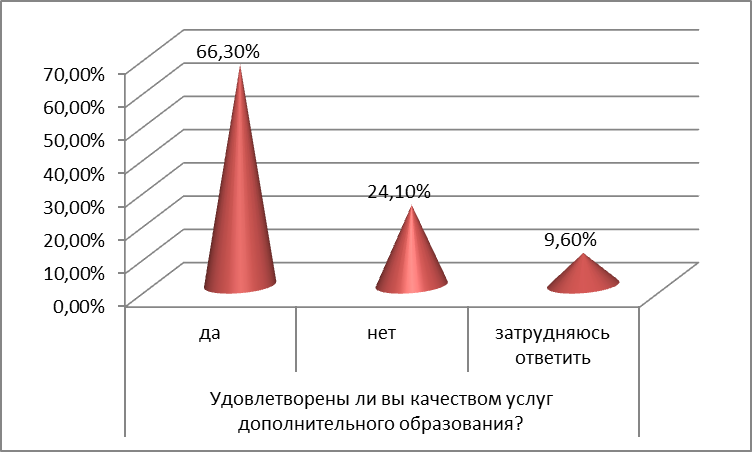 66,30%
24,10%
9,60%
70,00%
60,00%
50,00%
40,00%
30,00%
20,00%
10,00%
0,00%
да
нет
затрудняюсь
ответить
Удовлетворены ли вы качеством услуг
дополнительного образования?